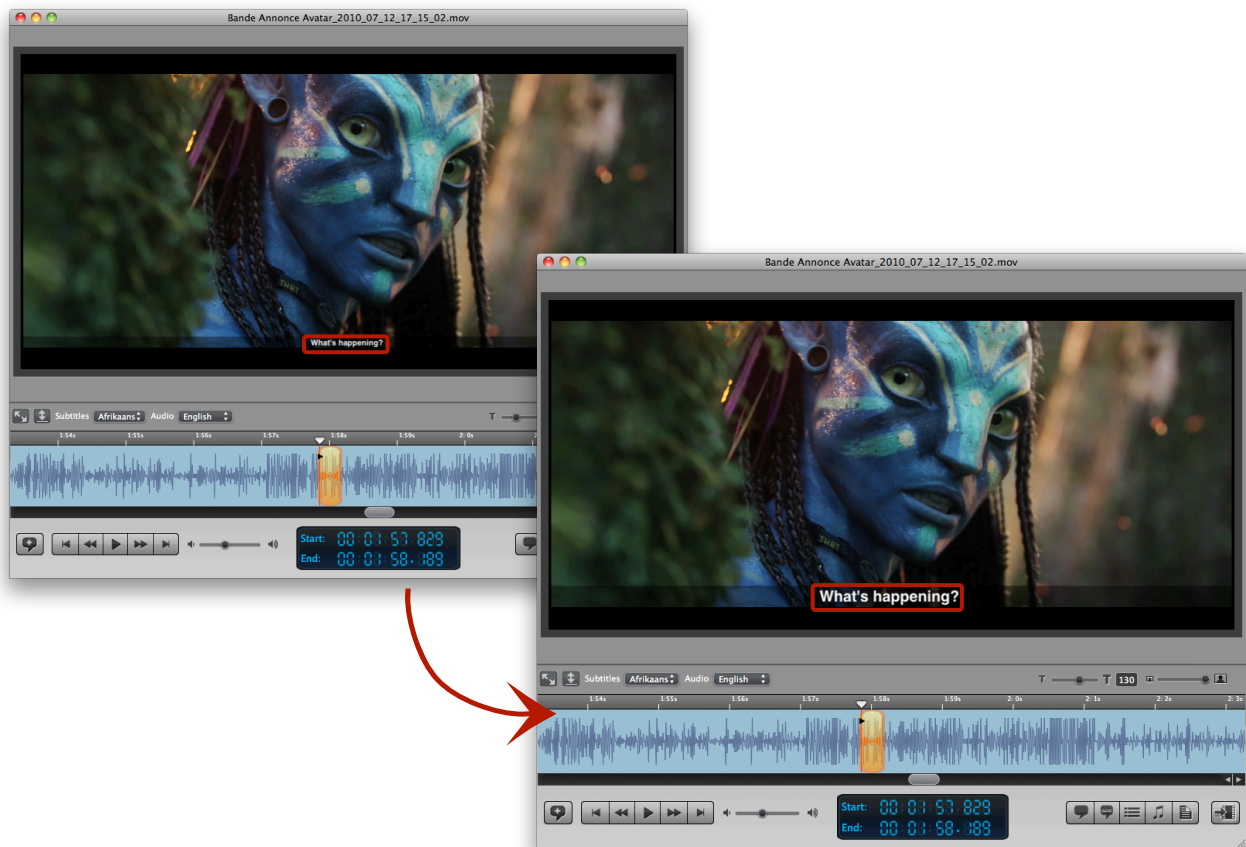 Bande Annonce Avatar_2010_07_12_17_15_02.mov
What's happening?
Subtitles Afrikaans Audio English T
1:54s 1:55s 1:56s 1:57s 1:58s 1:59s 2: 0s
Start: 00 01 57 829
End: 00 01 58. 189
Bande Annonce Avatar_2010_07_12_17_15_02.mov
What's happening?
Subtitles Afrikaans Audio English T T 130
1:54s 1:55s 1:56s 1:57s 1:58s 1:59s 2: 0s 2: 1s 2: 2s 2: 3s
Start: 00 01 57 829
End: 00 01 58. 189